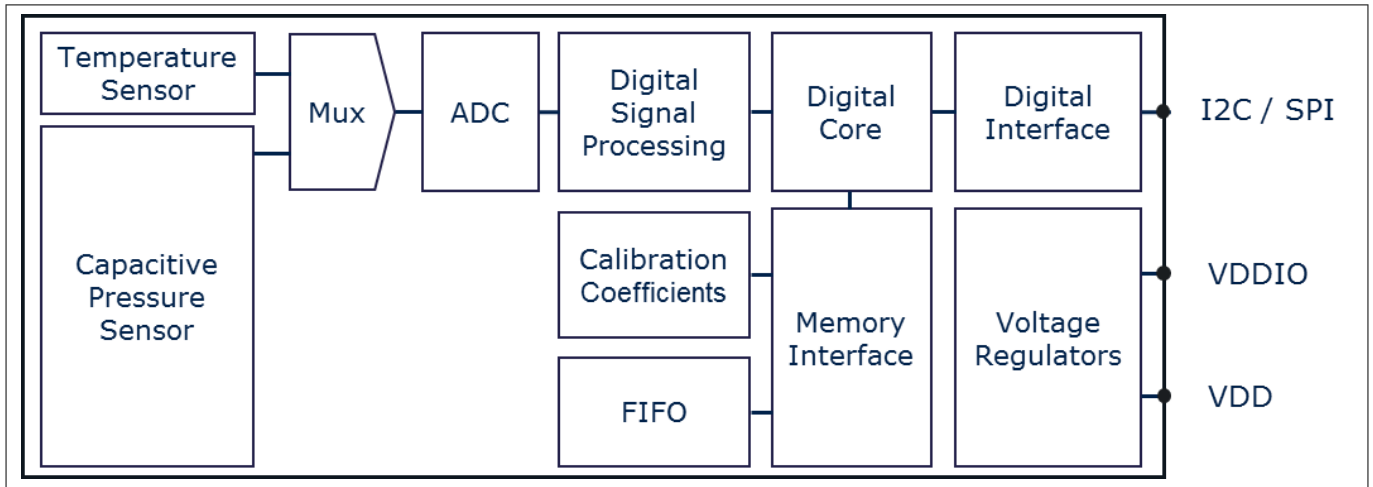 Temperature
Sensor
Mux
ADC
Digital
Signal
Processing
Digital
Core
Digital
Interface
I2C / SPI
Capacitive
Pressure
Sensor
Calibration
Coefficients
FIFO
Memory
Interface
Voltage
Regulators
VDDIO
VDD